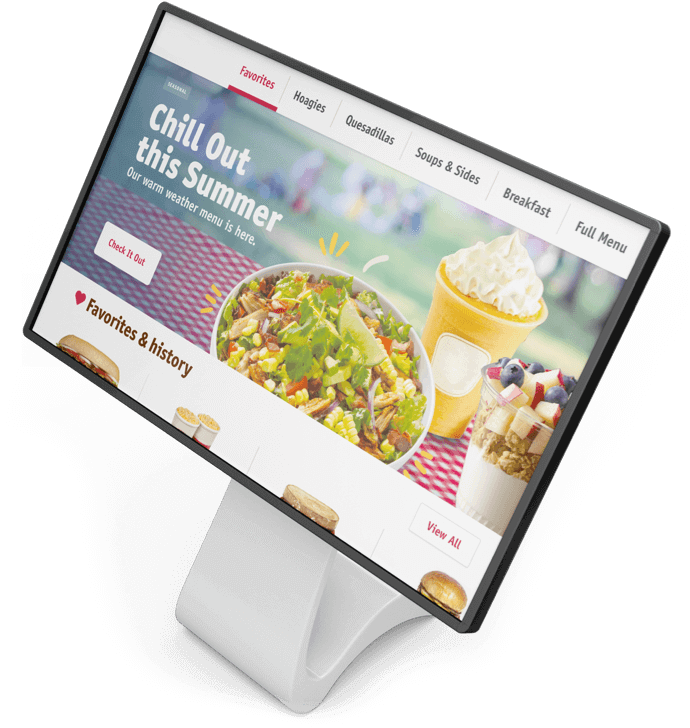 Favorites
Hoagies
Quesadillas
Soups & Sides
Breakfast
Full Menu
SEASONAL
Chill Out
this Summer
Our warm weather menu is here.
Check It Out
Favorites & history
View All